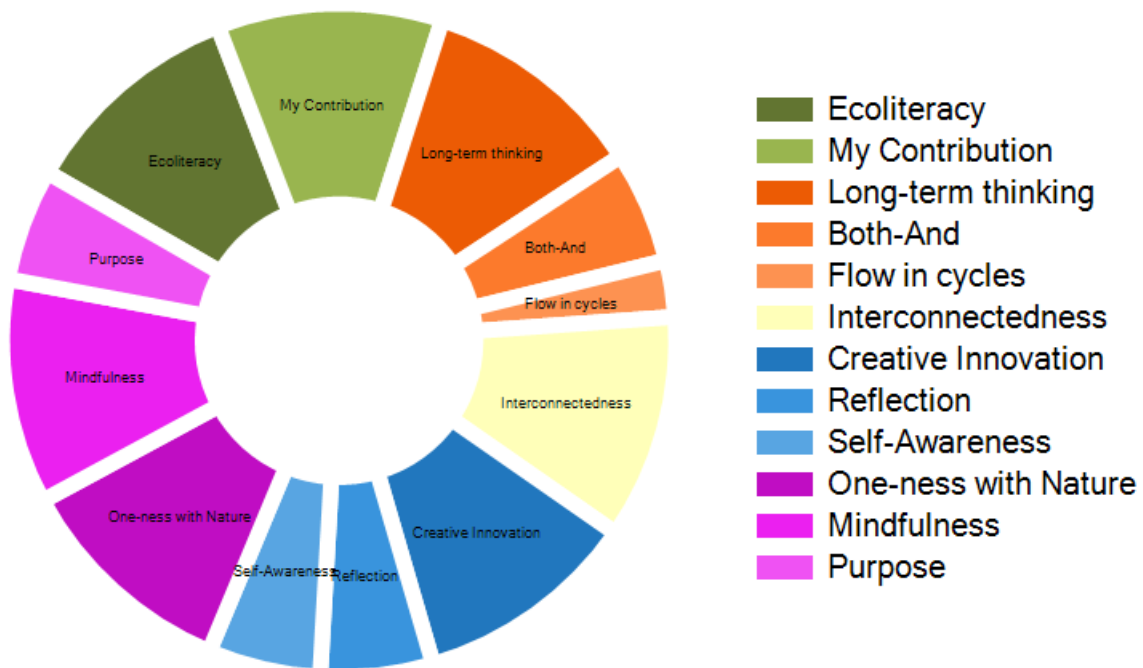 My Contribution
Long-term thinking
Ecoliteracy
Both-And
Purpose
Flow in cycles
Mindfulness
Interconnectedness
One-ness with Nature
Creative Innovation
Self-Awareness
Reflection
Ecoliteracy
My Contribution
Long-term thinking
Both-And
Flow in cycles
Interconnectedness
Creative Innovation
Reflection
Self-Awareness
One-ness with Nature
Mindfulness
Purpose